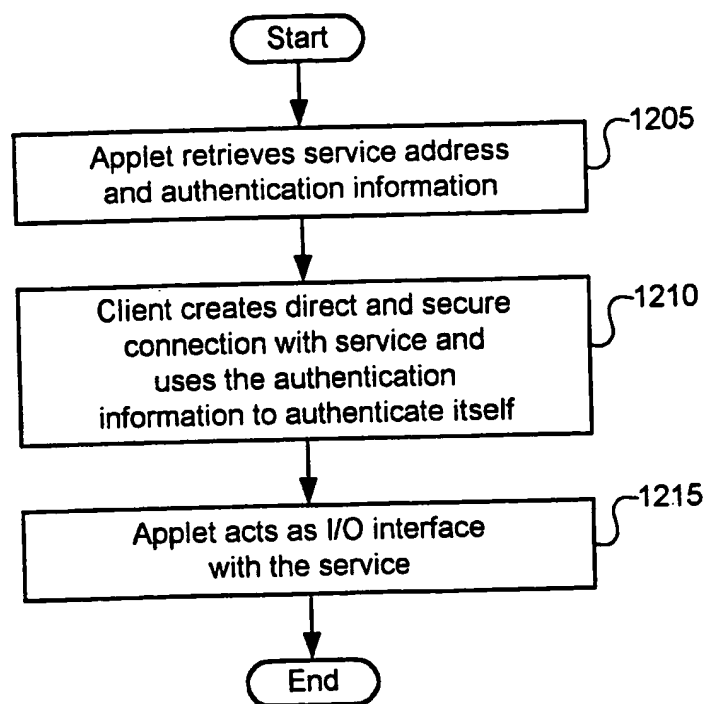 Start
1205
Applet retrieves service address
and authentication information
1210
Client creates direct and secure
connection with service and
uses the authentication
information to authenticate itself
1215
Applet acts as I/O interface
with the service
End